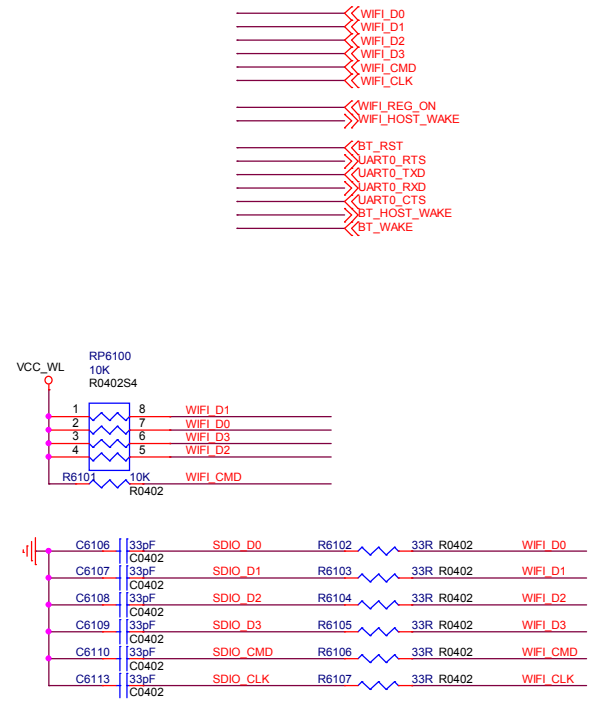 WIFI_D0
WIFI_D1
WIFI_D2
WIFI_D3
WIFI_CMD
WIFI_CLK
WIFI_REG_ON
WIFI_HOST_WAKE
BT_RST
UART0_RTS
UART0_TXD
UART0_RXD
UART0_CTS
BT_HOST_WAKE
BT_WAKE
VCC_WL
RP6100
10K
R0402S4
1 8 WIFI_D1
2 7 WIFI_D0
3 6 WIFI_D3
4 5 WIFI_D2
R6101 10K WIFI_CMD
R0402
C6106 33pF SDIO_D0 R6102 33R R0402 WIFI_D0
C0402
C6107 33pF SDIO_D1 R6103 33R R0402 WIFI_D1
C0402
C6108 33pF SDIO_D2 R6104 33R R0402 WIFI_D2
C0402
C6109 33pF SDIO_D3 R6105 33R R0402 WIFI_D3
C0402
C6110 33pF SDIO_CMD R6106 33R R0402 WIFI_CMD
C0402
C6113 33pF SDIO_CLK R6107 33R R0402 WIFI_CLK
C0402